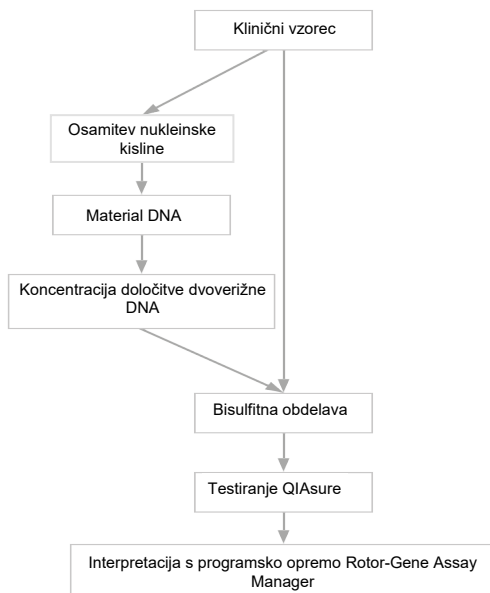 Klinični vzorec
Osamitev nukleinske
kisline
Material DNA
Koncentracija določitve dvoverižne
DNA
Bisulfitna obdelava
Testiranje QIAsure
Interpretacija s programsko opremo Rotor-Gene Assay
Manager